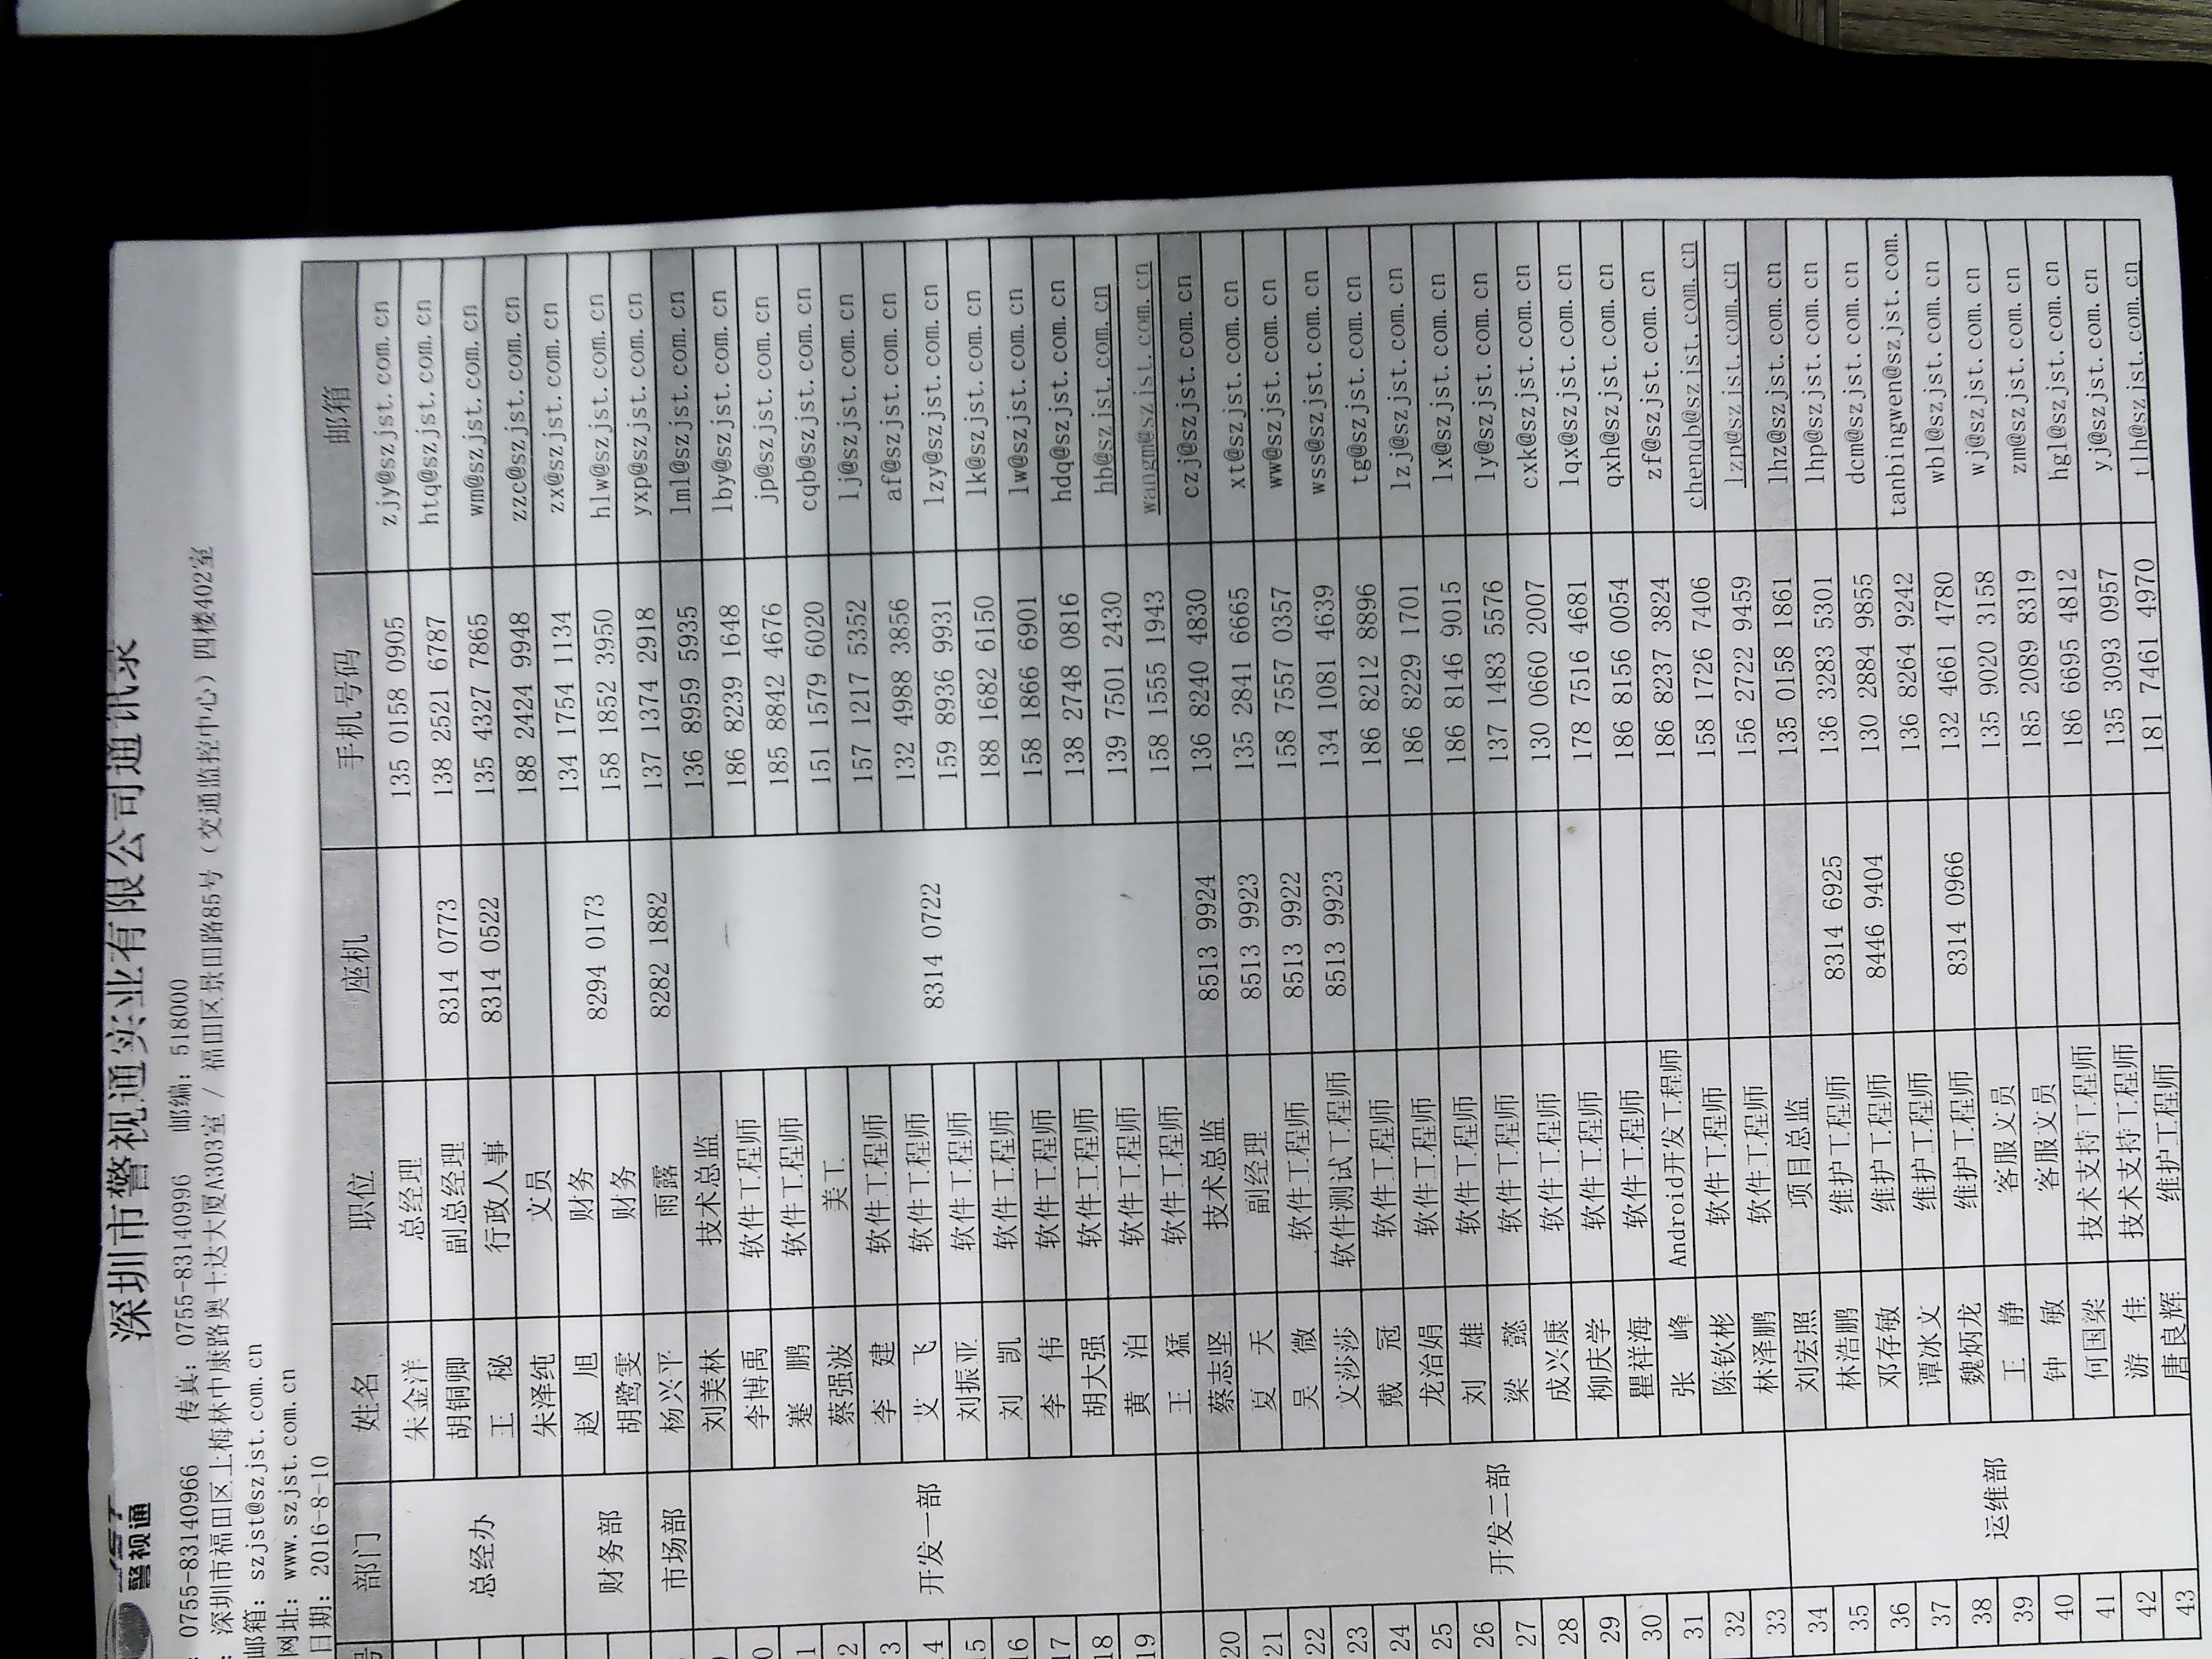 警视通
深圳市警视通实业有限公司通讯录
0755-83140966 传真: 0755-83140996 邮编: 518000
深圳市福田区上梅林中康路奥士达大厦A303室 / 福田区景田路85号(交通监控中心)四楼402室
邮箱: szjst@szjst.com.cn
网址: www.szjst.com.cn
日期: 2016-8-10
号 部门 姓名 职位 座机 手机号码 邮箱
总经办 朱金洋 总经理 135 0158 0905 zjy@szjst.com.cn
胡铜卿 副总经理 8314 0773 138 2521 6787 htq@szjst.com.cn
王 秘 行政人事 8314 0522 135 4327 7865 wm@szjst.com.cn
朱泽纯 文员 188 2424 9948 zzc@szjst.com.cn
财务部 赵 旭 财务 8294 0173 134 1754 1134 zx@szjst.com.cn
胡鹭雯 财务 158 1852 3950 hlw@szjst.com.cn
市场部 杨兴平 雨露 8282 1882 137 1374 2918 yxp@szjst.com.cn
开发一部 刘美林 技术总监 8314 0722 136 8959 5935 lml@szjst.com.cn
0 李博禹 软件工程师 186 8239 1648 lby@szjst.com.cn
1 蹇 鹏 软件工程师 185 8842 4676 jp@szjst.com.cn
2 蔡强波 美工 151 1579 6020 cqb@szjst.com.cn
3 李 建 软件工程师 157 1217 5352 lj@szjst.com.cn
14 艾 飞 软件工程师 132 4988 3856 af@szjst.com.cn
15 刘振亚 软件工程师 159 8936 9931 lzy@szjst.com.cn
16 刘 凯 软件工程师 188 1682 6150 lk@szjst.com.cn
17 李 伟 软件工程师 158 1866 6901 lw@szjst.com.cn
18 胡大强 软件工程师 138 2748 0816 hdq@szjst.com.cn
19 黄 泊 软件工程师 139 7501 2430 hb@szjst.com.cn
王 猛 软件工程师 158 1555 1943 wangm@szjst.com.cn
20 开发二部 蔡志坚 技术总监 8513 9924 136 8240 4830 czj@szjst.com.cn
21 夏 天 副经理 8513 9923 135 2841 6665 xt@szjst.com.cn
22 吴 微 软件工程师 8513 9922 158 7557 0357 ww@szjst.com.cn
23 文莎莎 软件测试工程师 8513 9923 134 1081 4639 wss@szjst.com.cn
24 戴 冠 软件工程师 186 8212 8896 tg@szjst.com.cn
25 龙治娟 软件工程师 186 8229 1701 lzj@szjst.com.cn
26 刘 雄 软件工程师 186 8146 9015 lx@szjst.com.cn
27 梁 懿 软件工程师 137 1483 5576 ly@szjst.com.cn
28 成兴康 软件工程师 130 0660 2007 cxk@szjst.com.cn
29 柳庆学 软件工程师 178 7516 4681 lqx@szjst.com.cn
30 瞿祥海 软件工程师 186 8156 0054 qxh@szjst.com.cn
31 张 峰 Android开发工程师 186 8237 3824 zf@szjst.com.cn
32 陈钦彬 软件工程师 158 1726 7406 chenqb@szjst.com.cn
33 林泽鹏 软件工程师 156 2722 9459 lzp@szjst.com.cn
34 运维部 刘宏照 项目总监 135 0158 1861 lhz@szjst.com.cn
35 林浩鹏 维护工程师 8314 6925 136 3283 5301 lhp@szjst.com.cn
36 邓存敏 维护工程师 8446 9404 130 2884 9855 dcm@szjst.com.cn
37 谭冰文 维护工程师 136 8264 9242 tanbingwen@szjst.com.
38 魏炳龙 维护工程师 8314 0966 132 4661 4780 wbl@szjst.com.cn
39 王 静 客服文员 135 9020 3158 wj@szjst.com.cn
40 钟 敏 客服文员 185 2089 8319 zm@szjst.com.cn
41 何国梁 技术支持工程师 186 6695 4812 hgl@szjst.com.cn
42 游 佳 技术支持工程师 135 3093 0957 yj@szjst.com.cn
43 唐良辉 维护工程师 181 7461 4970 tlh@szjst.com.cn